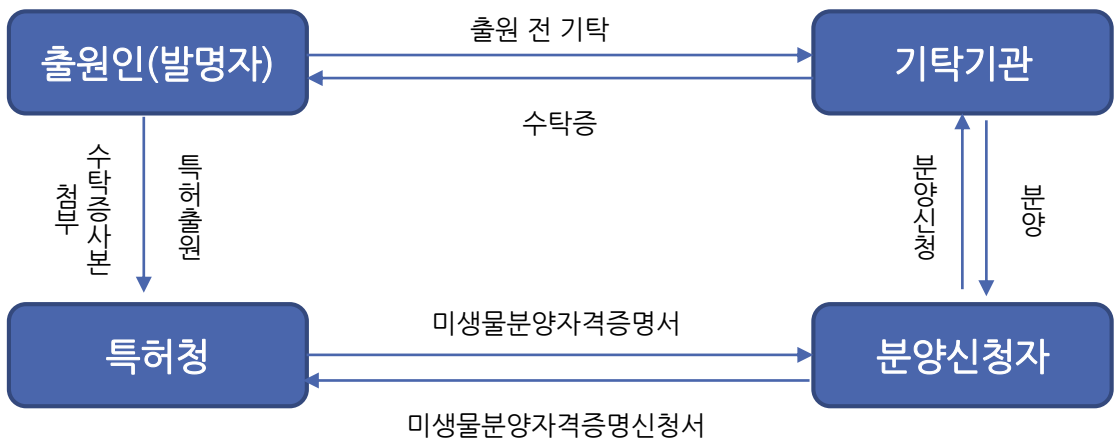 출원 전 기탁
출원인(발명자)
기탁기관
수탁증
수탁증사본
첨부
특허출원
분양신청
분양
미생물분양자격증명서
특허청
분양신청자
미생물분양자격증명신청서